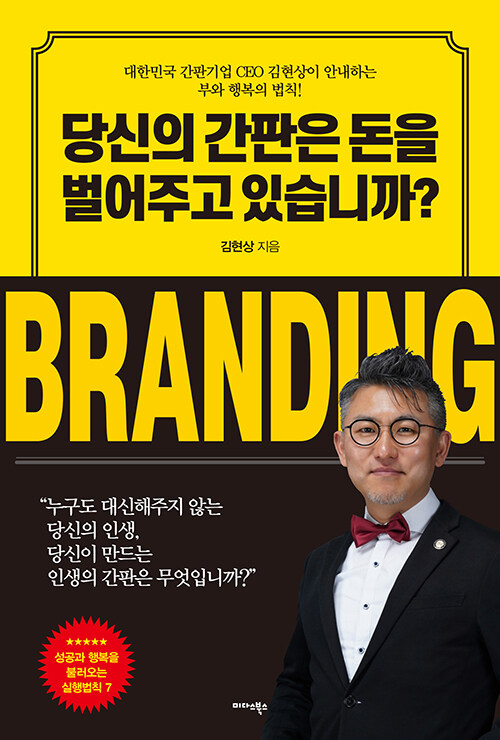 대한민국 간판기업 CEO 김현상이 안내하는
부와 행복의 법칙!
당신의 간판은 돈을
벌어주고 있습니까?
김현상 지음
BRANDING
“누구도 대신해주지 않는
당신의 인생,
당신이 만드는
인생의 간판은 무엇입니까?”
★★★★★
성공과 행복을
불러오는
실행법칙 7
미다스북스